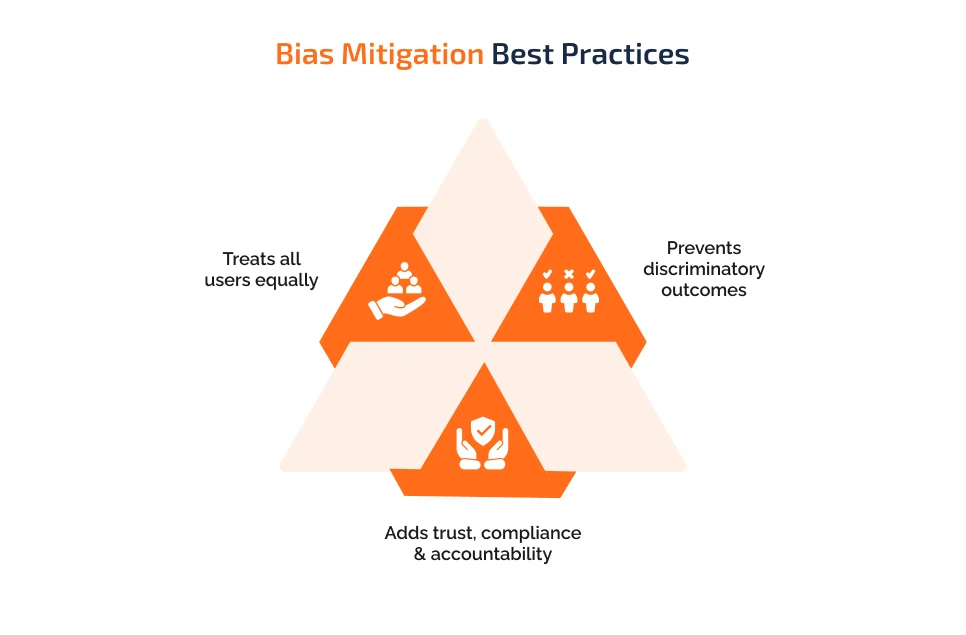 Bias Mitigation Best Practices
Treats all
users equally
Prevents
discriminatory
outcomes
Adds trust, compliance
& accountability